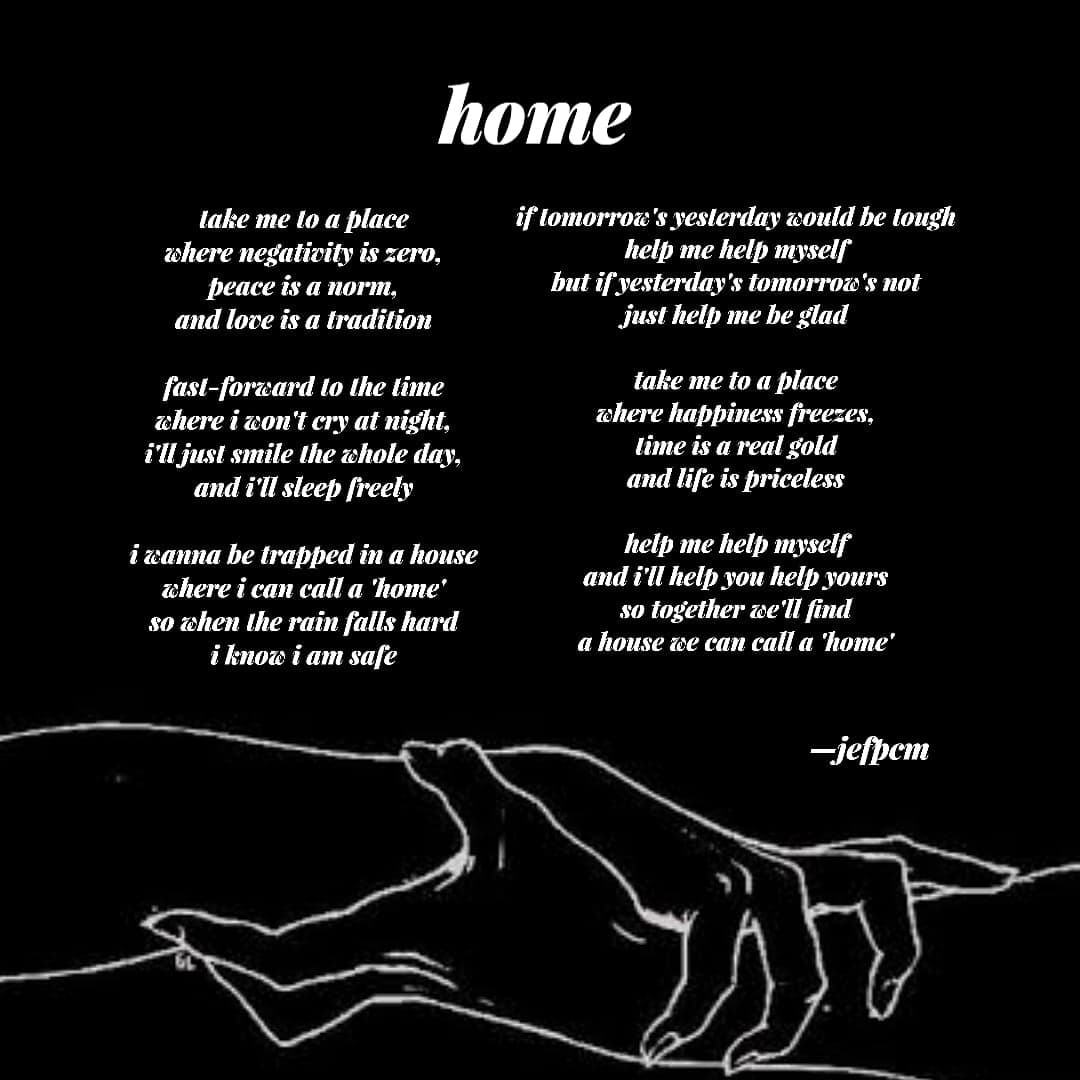 home
take me to a place
where negativity is zero,
peace is a norm,
and love is a tradition
fast-forward to the time
where i won't cry at night,
i'll just smile the whole day,
and i'll sleep freely
i wanna be trapped in a house
where i can call a 'home'
so when the rain falls hard
i know i am safe
if tomorrow's yesterday would be tough
help me help myself
but if yesterday's tomorrow's not
just help me be glad
take me to a place
where happiness freezes,
time is a real gold
and life is priceless
help me help myself
and i'll help you help yours
so together we'll find
a house we can call a 'home'
—jefpcm
GL